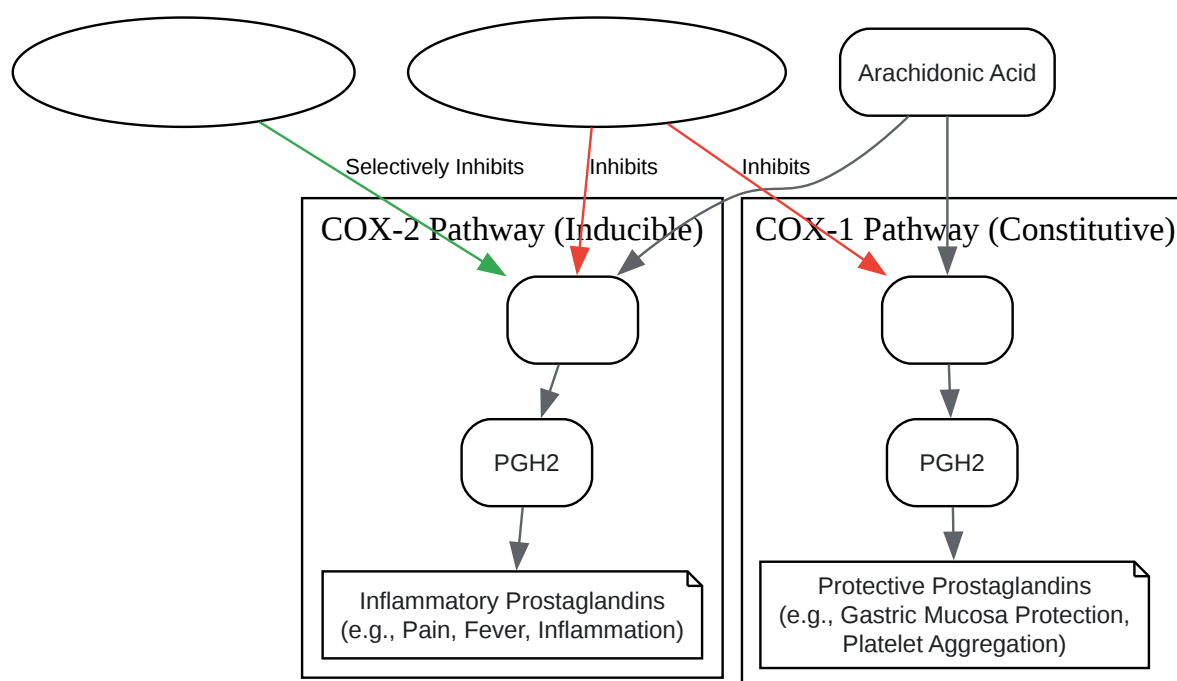 Arachidonic Acid
Selectively Inhibits
Inhibits
Inhibits
COX-2 Pathway (Inducible)
COX-1 Pathway (Constitutive)
PGH2
PGH2
Inflammatory Prostaglandins
(e.g., Pain, Fever, Inflammation)
Protective Prostaglandins
(e.g., Gastric Mucosa Protection,
Platelet Aggregation)